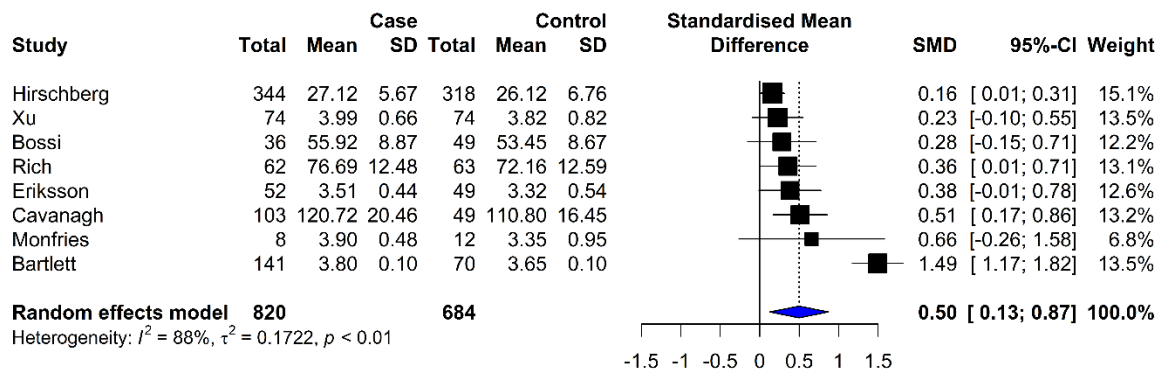 Case Control Standardised Mean
Study Total Mean SD Total Mean SD Difference SMD 95%-CI Weight
Hirschberg 344 27.12 5.67 318 26.12 6.76 0.16 [ 0.01; 0.31] 15.1%
Xu 74 3.99 0.66 74 3.82 0.82 0.23 [-0.10; 0.55] 13.5%
Bossi 36 55.92 8.87 49 53.45 8.67 0.28 [-0.15; 0.71] 12.2%
Rich 62 76.69 12.48 63 72.16 12.59 0.36 [ 0.01; 0.71] 13.1%
Eriksson 52 3.51 0.44 49 3.32 0.54 0.38 [-0.01; 0.78] 12.6%
Cavanagh 103 120.72 20.46 49 110.80 16.45 0.51 [ 0.17; 0.86] 13.2%
Monfries 8 3.90 0.48 12 3.35 0.95 0.66 [-0.26; 1.58] 6.8%
Bartlett 141 3.80 0.10 70 3.65 0.10 1.49 [ 1.17; 1.82] 13.5%
Random effects model 820 684 0.50 [ 0.13; 0.87] 100.0%
Heterogeneity: I² = 88%, τ² = 0.1722, p < 0.01
-1.5 -1 -0.5 0 0.5 1 1.5